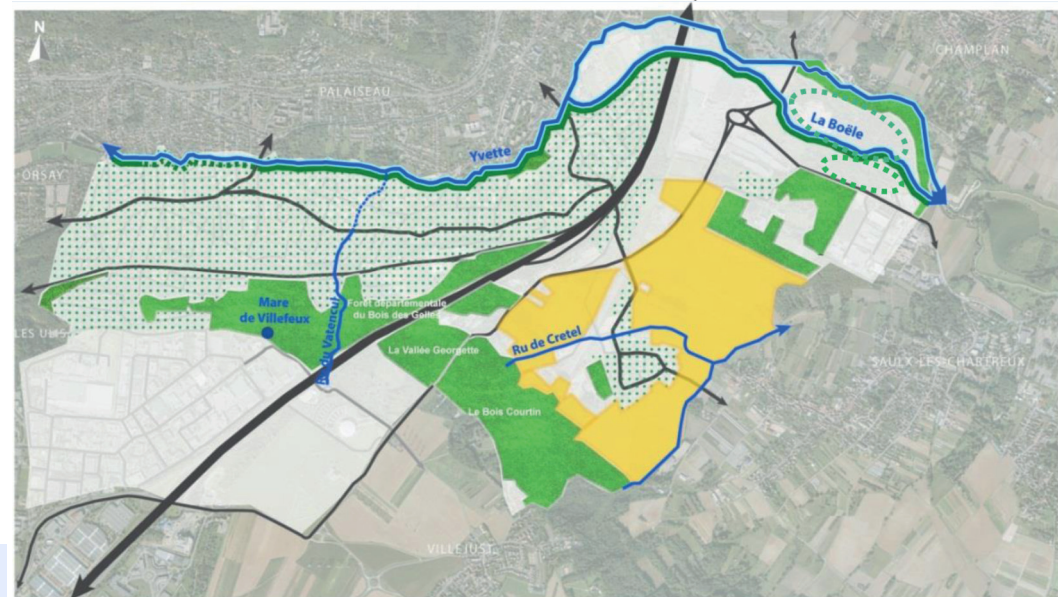 N
CHAMPLAN
PALAISEAU
La Boële
Yvette
ORSAY
Mare
de Villefeux
Forêt départementale
du Bois des Gelles
LES ULIS
Ru de Cretel
La Vallée Georgette
SAULX-LES-CHARTREUX
Le Bois Courtin
VILLEJUST